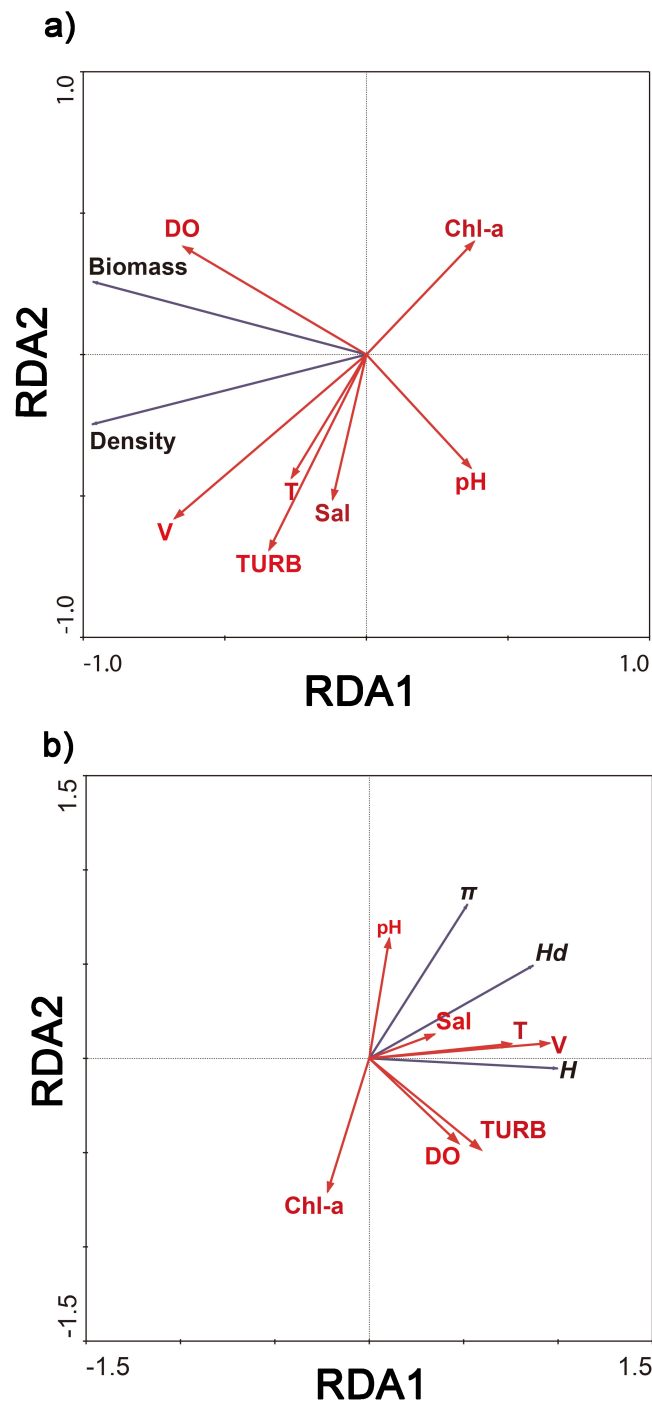 a)
1.0
DO
Chl-a
Biomass
RDA2
Density
T
pH
Sal
V
TURB
-1.0
-1.0
1.0
RDA1
b)
1.5
π
pH
Hd
Sal
T
V
RDA2
H
TURB
DO
Chl-a
-1.5
-1.5
1.5
RDA1